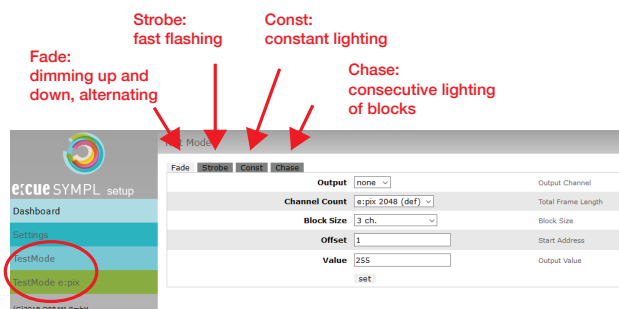 Strobe:
fast flashing
Const:
constant lighting
Fade:
dimming up and
down, alternating
Chase:
consecutive lighting
of blocks
Test Mode
e:cue SYMPL setup
Fade Strobe Const Chase
Output none Output Channel
Channel Count e:pix 2048 (def) Total Frame Length
Block Size 3 ch. Block Size
Offset 1 Start Address
Value 255 Output Value
set
Dashboard
Settings
TestMode
TestMode e:pix
(C)2018 OSRAM GmbH